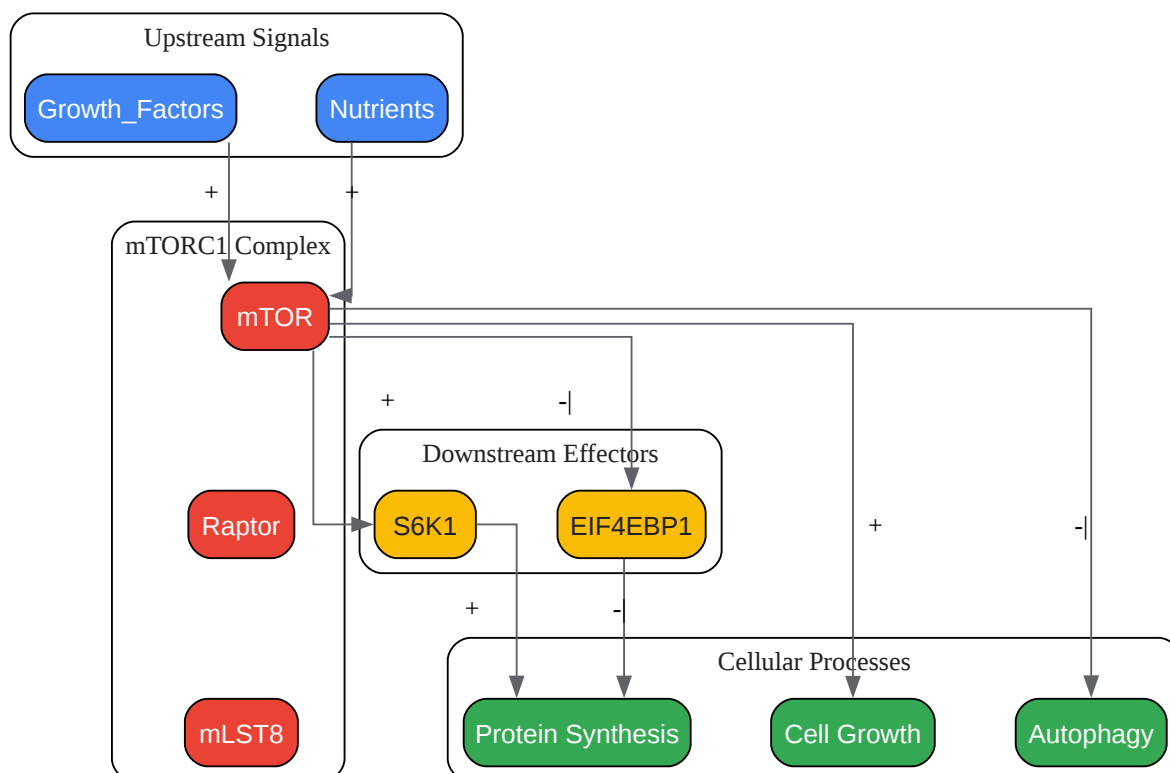 Upstream Signals
Growth_Factors
Nutrients
+
+
mTORC1 Complex
mTOR
+
-|
Downstream Effectors
Raptor
S6K1
EIF4EBP1
+
-|
+
-|
Cellular Processes
mLST8
Protein Synthesis
Cell Growth
Autophagy